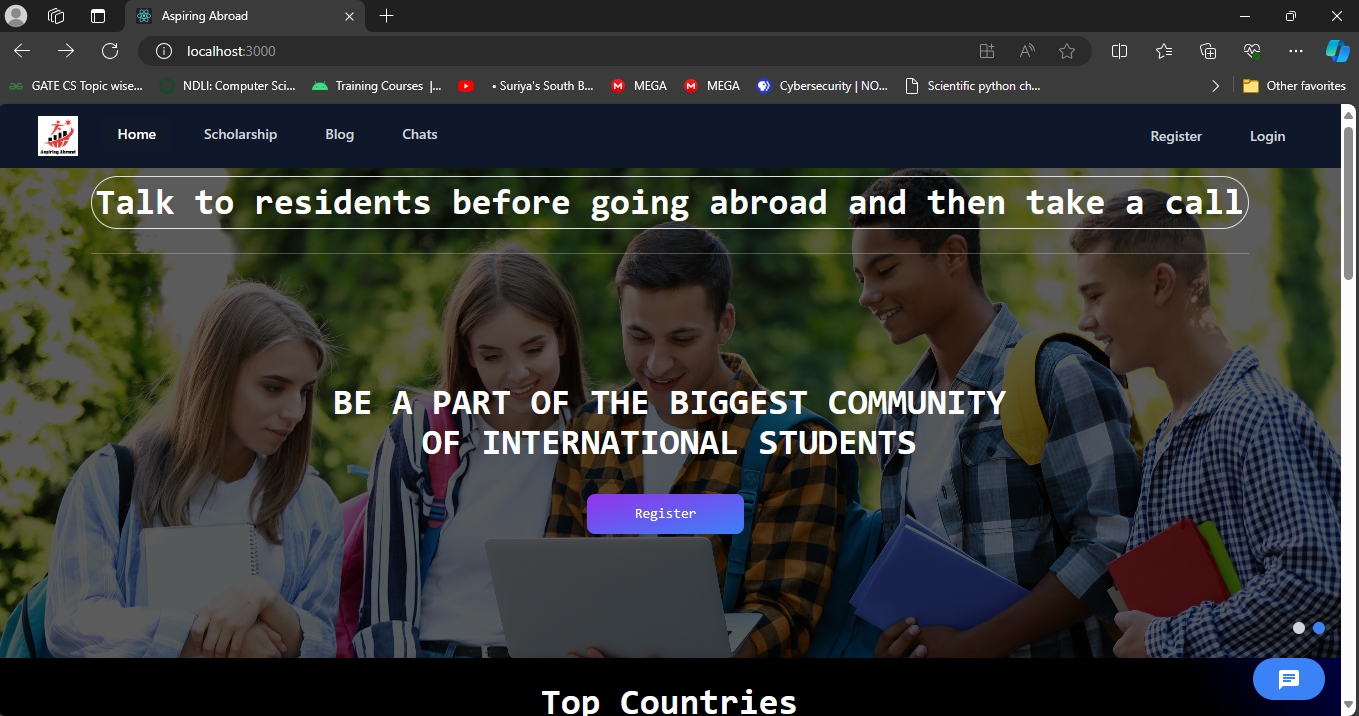 Aspiring Abroad
localhost:3000
GATE CS Topic wise...
NDLI: Computer Sci...
Training Courses |...
• Suriya's South B...
MEGA
MEGA
Cybersecurity | NO...
Scientific python ch...
Other favorites
Aspiring Abroad
Home
Scholarship
Blog
Chats
Register
Login
Talk to residents before going abroad and then take a call
BE A PART OF THE BIGGEST COMMUNITY
OF INTERNATIONAL STUDENTS
Register
Top Countries